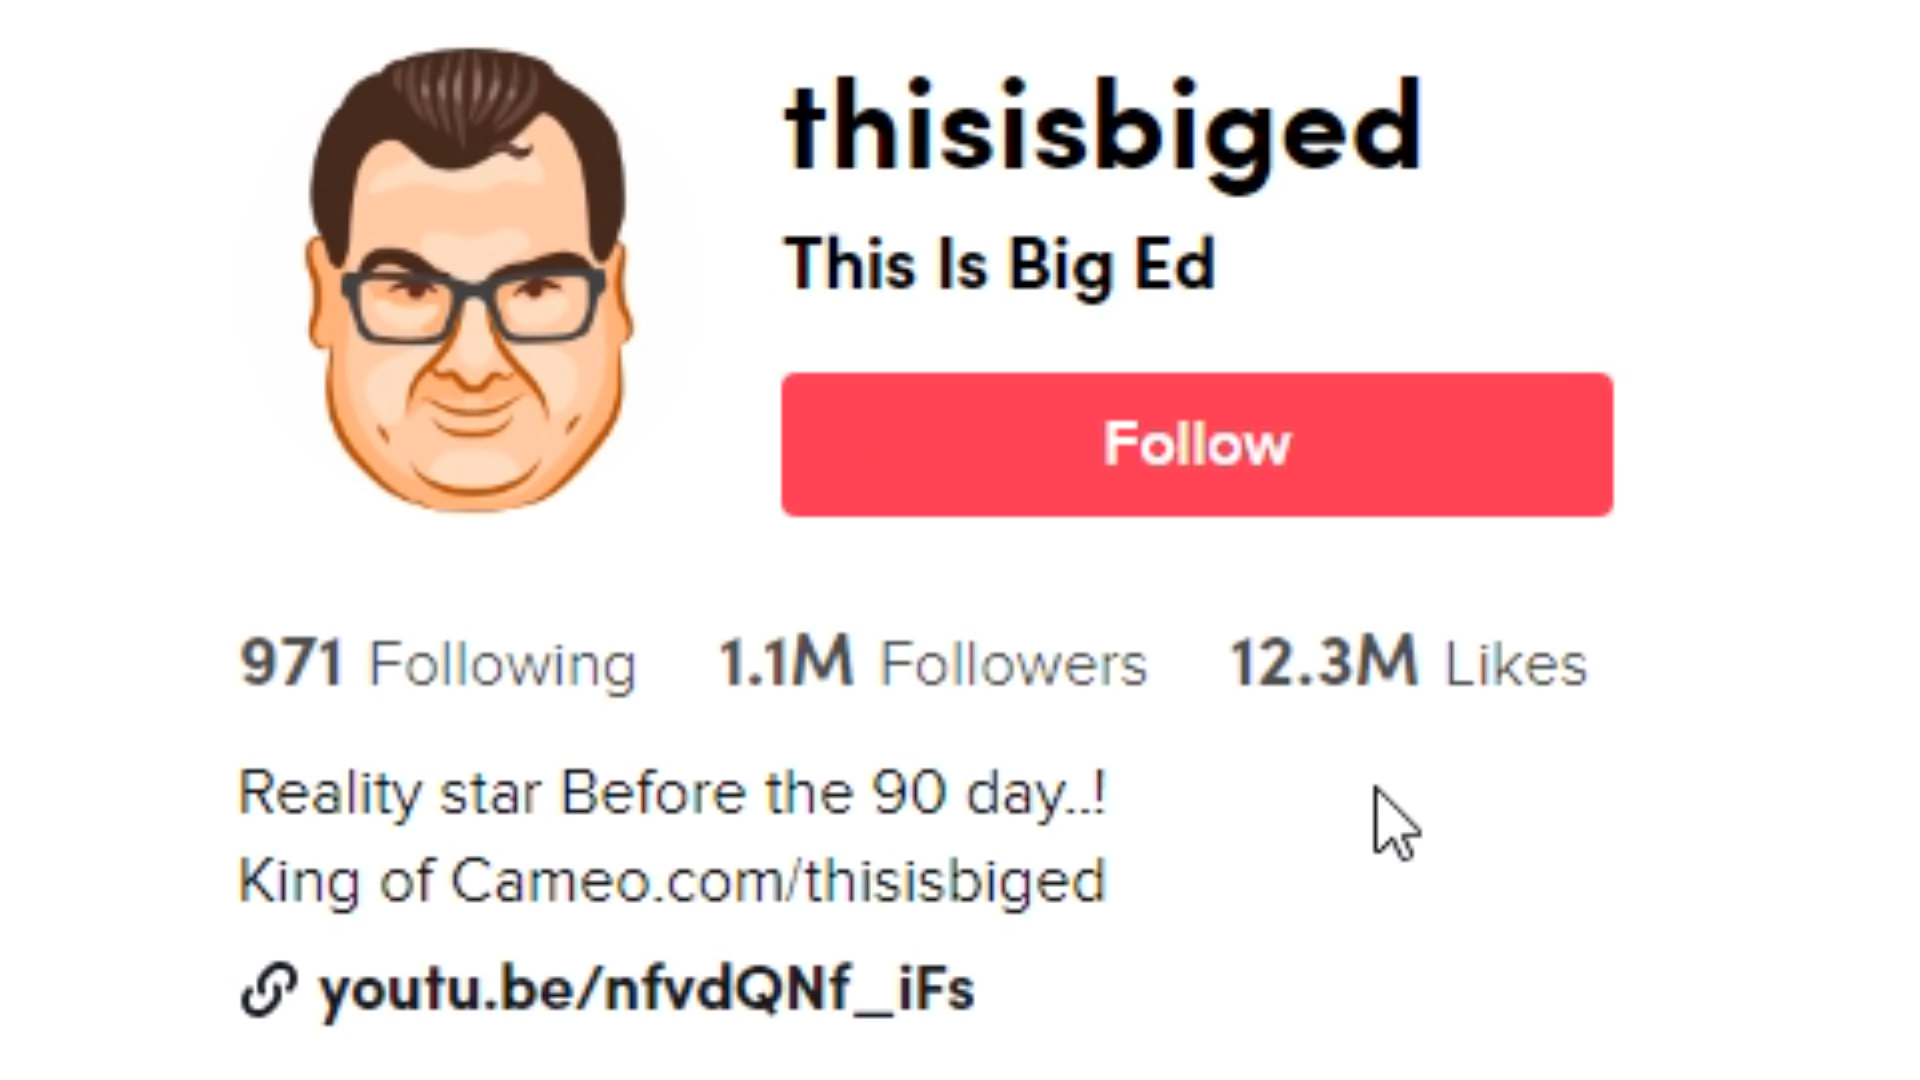 thisisbiged
This Is Big Ed
Follow
971 Following 1.1M Followers 12.3M Likes
Reality star Before the 90 day..!
King of Cameo.com/thisisbiged
youtu.be/nfvdQNf_iFs